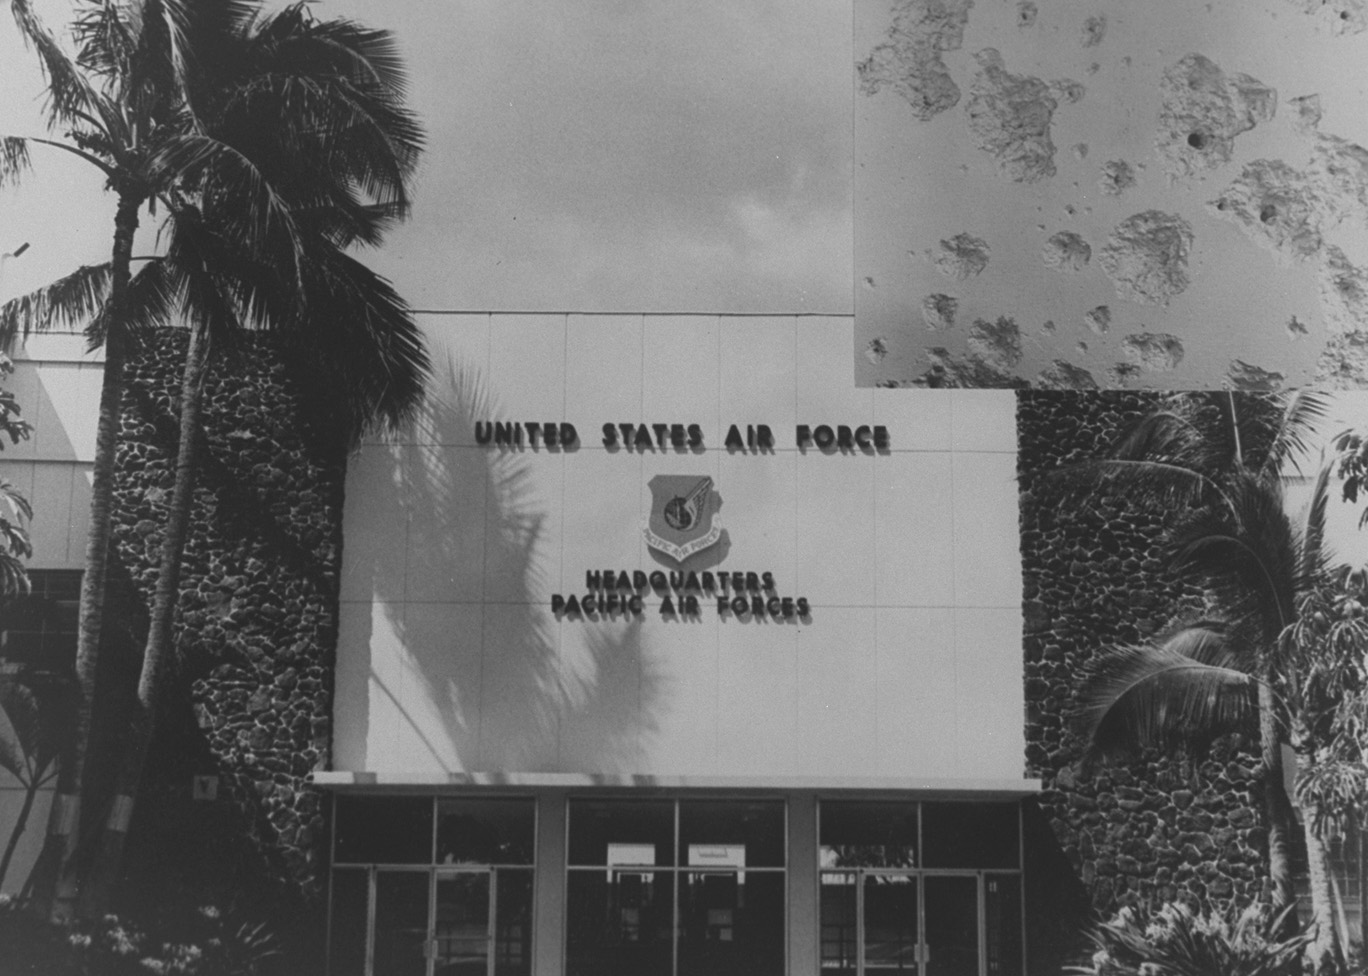 UNITED STATES AIR FORCE
PACIFIC AIR FORCES
HEADQUARTERS
PACIFIC AIR FORCES